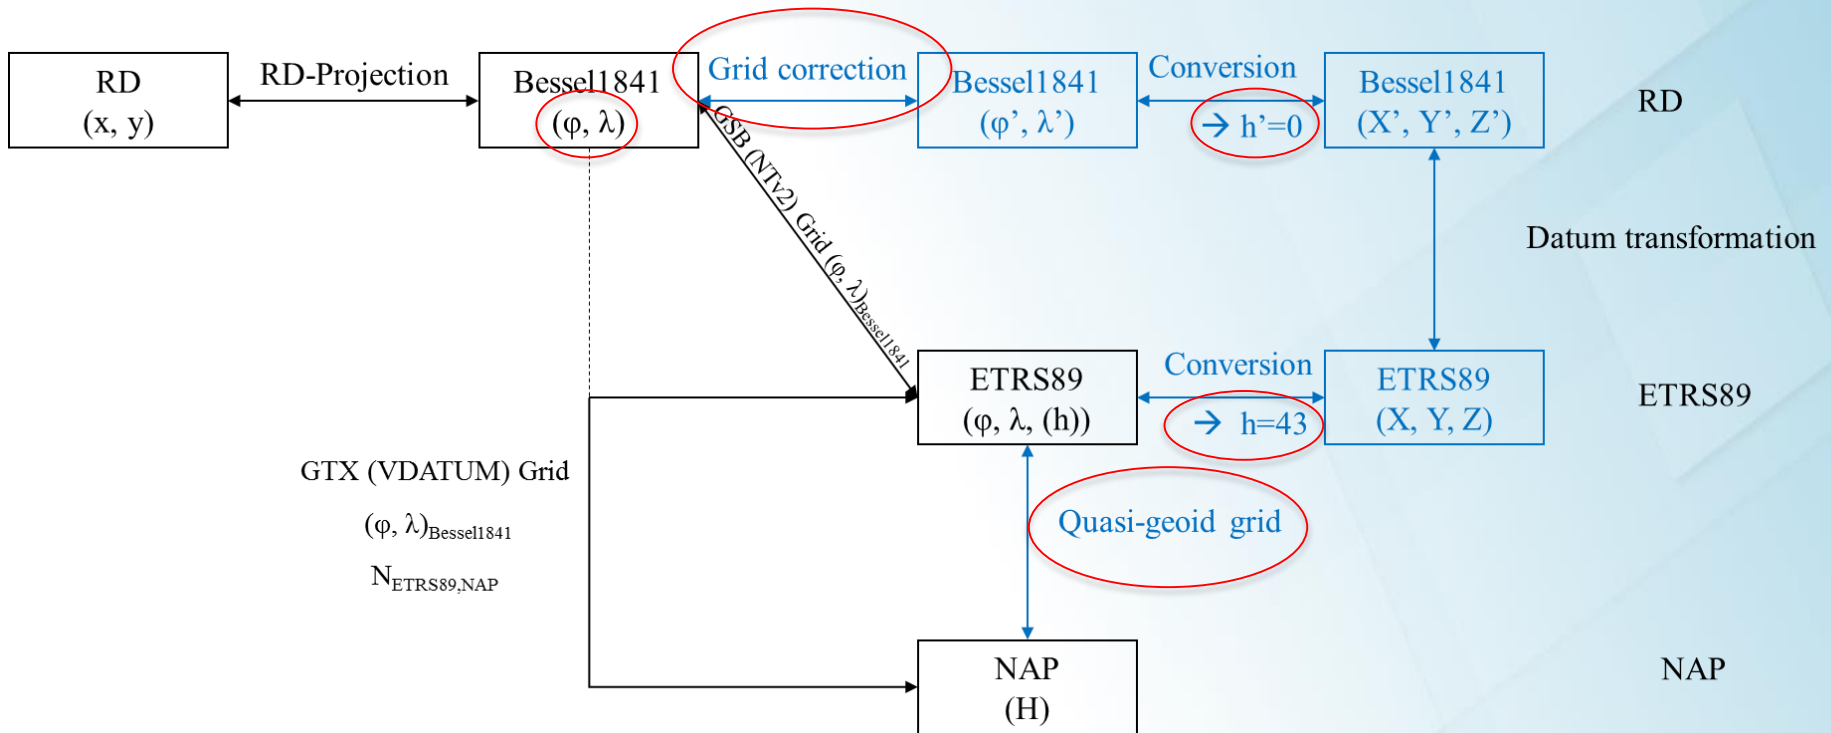 RD
(x, y)
RD-Projection
Bessel1841
(φ, λ)
Grid correction
Bessel1841
(φ’, λ’)
Conversion
→ h’=0
Bessel1841
(X’, Y’, Z’)
RD
GSB (NTv2) Grid (φ, λ)Bessel1841
Datum transformation
ETRS89
(φ, λ, (h))
Conversion
→ h=43
ETRS89
(X, Y, Z)
ETRS89
GTX (VDATUM) Grid
(φ, λ)Bessel1841
NETRS89,NAP
Quasi-geoid grid
NAP
(H)
NAP